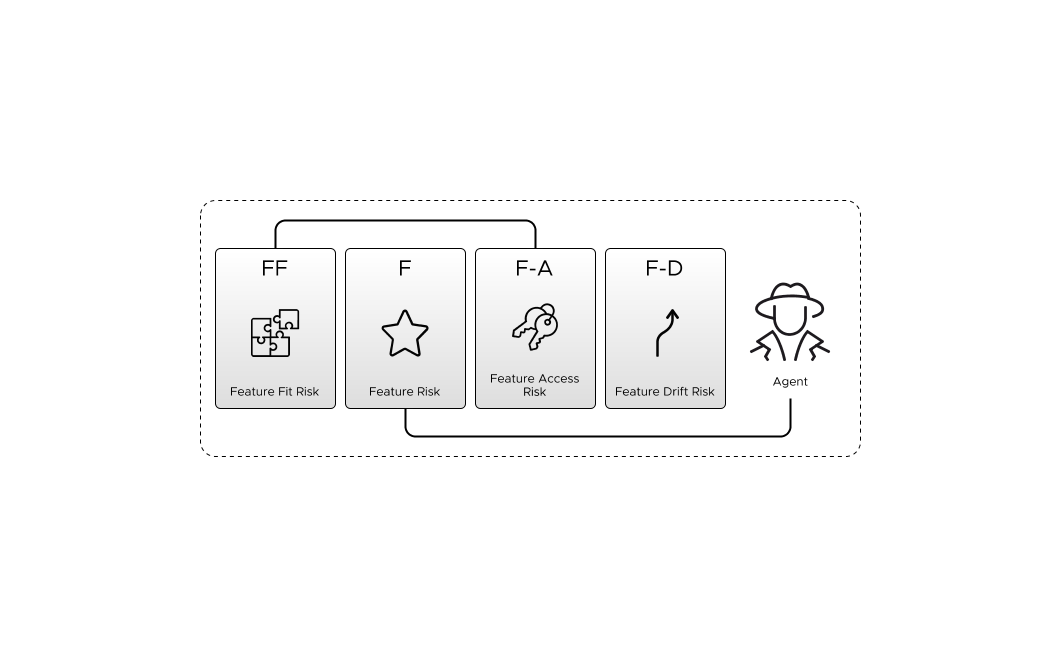 FF
F
F-A
F-D
Feature Fit Risk
Feature Risk
Feature Access
Risk
Feature Drift Risk
Agent